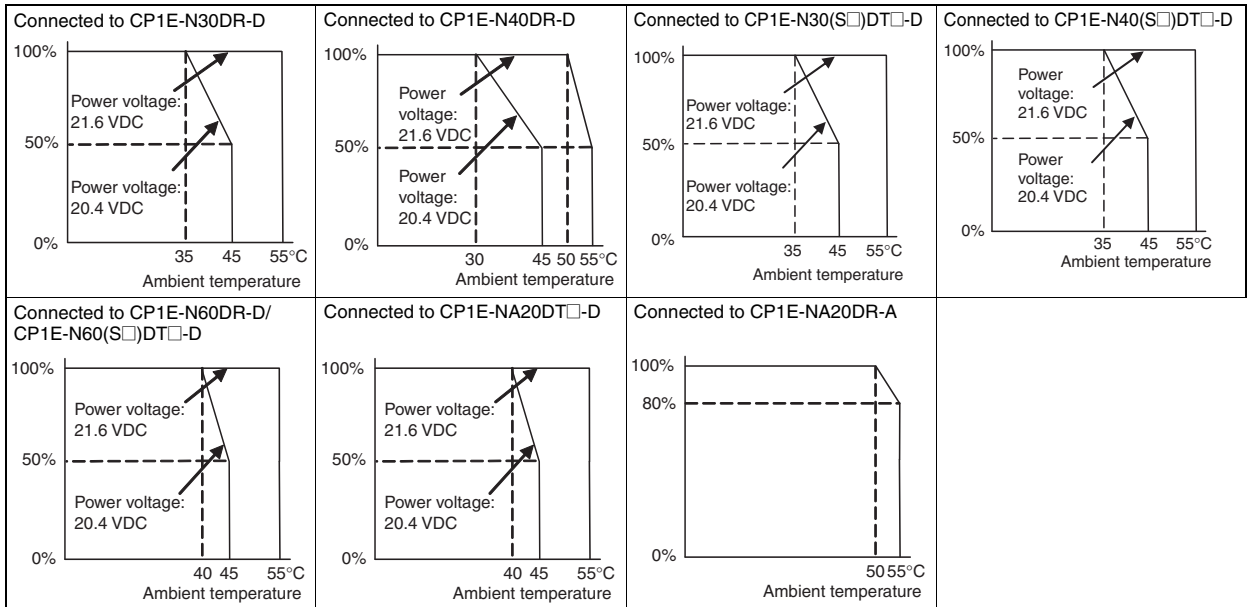 Connected to CP1E-N30DR-D
100%
Power voltage:
21.6 VDC
50%
Power voltage:
20.4 VDC
0%
35 45 55°C
Ambient temperature
Connected to CP1E-N40DR-D
100%
Power
voltage:
21.6 VDC
50%
Power
voltage:
20.4 VDC
0%
30 45 50 55°C
Ambient temperature
Connected to CP1E-N30(S□)DT□-D
100%
Power voltage:
21.6 VDC
50%
Power voltage:
20.4 VDC
0%
35 45 55°C
Ambient temperature
Connected to CP1E-N40(S□)DT□-D
100%
Power
voltage:
21.6 VDC
50%
Power
voltage:
20.4 VDC
0%
35 45 55°C
Ambient temperature
Connected to CP1E-N60DR-D/
CP1E-N60(S□)DT□-D
100%
Power voltage:
21.6 VDC
50%
Power voltage:
20.4 VDC
0%
40 45 55°C
Ambient temperature
Connected to CP1E-NA20DT□-D
100%
Power voltage:
21.6 VDC
50%
Power voltage:
20.4 VDC
0%
40 45 55°C
Ambient temperature
Connected to CP1E-NA20DR-A
100%
80%
0%
50 55°C
Ambient temperature